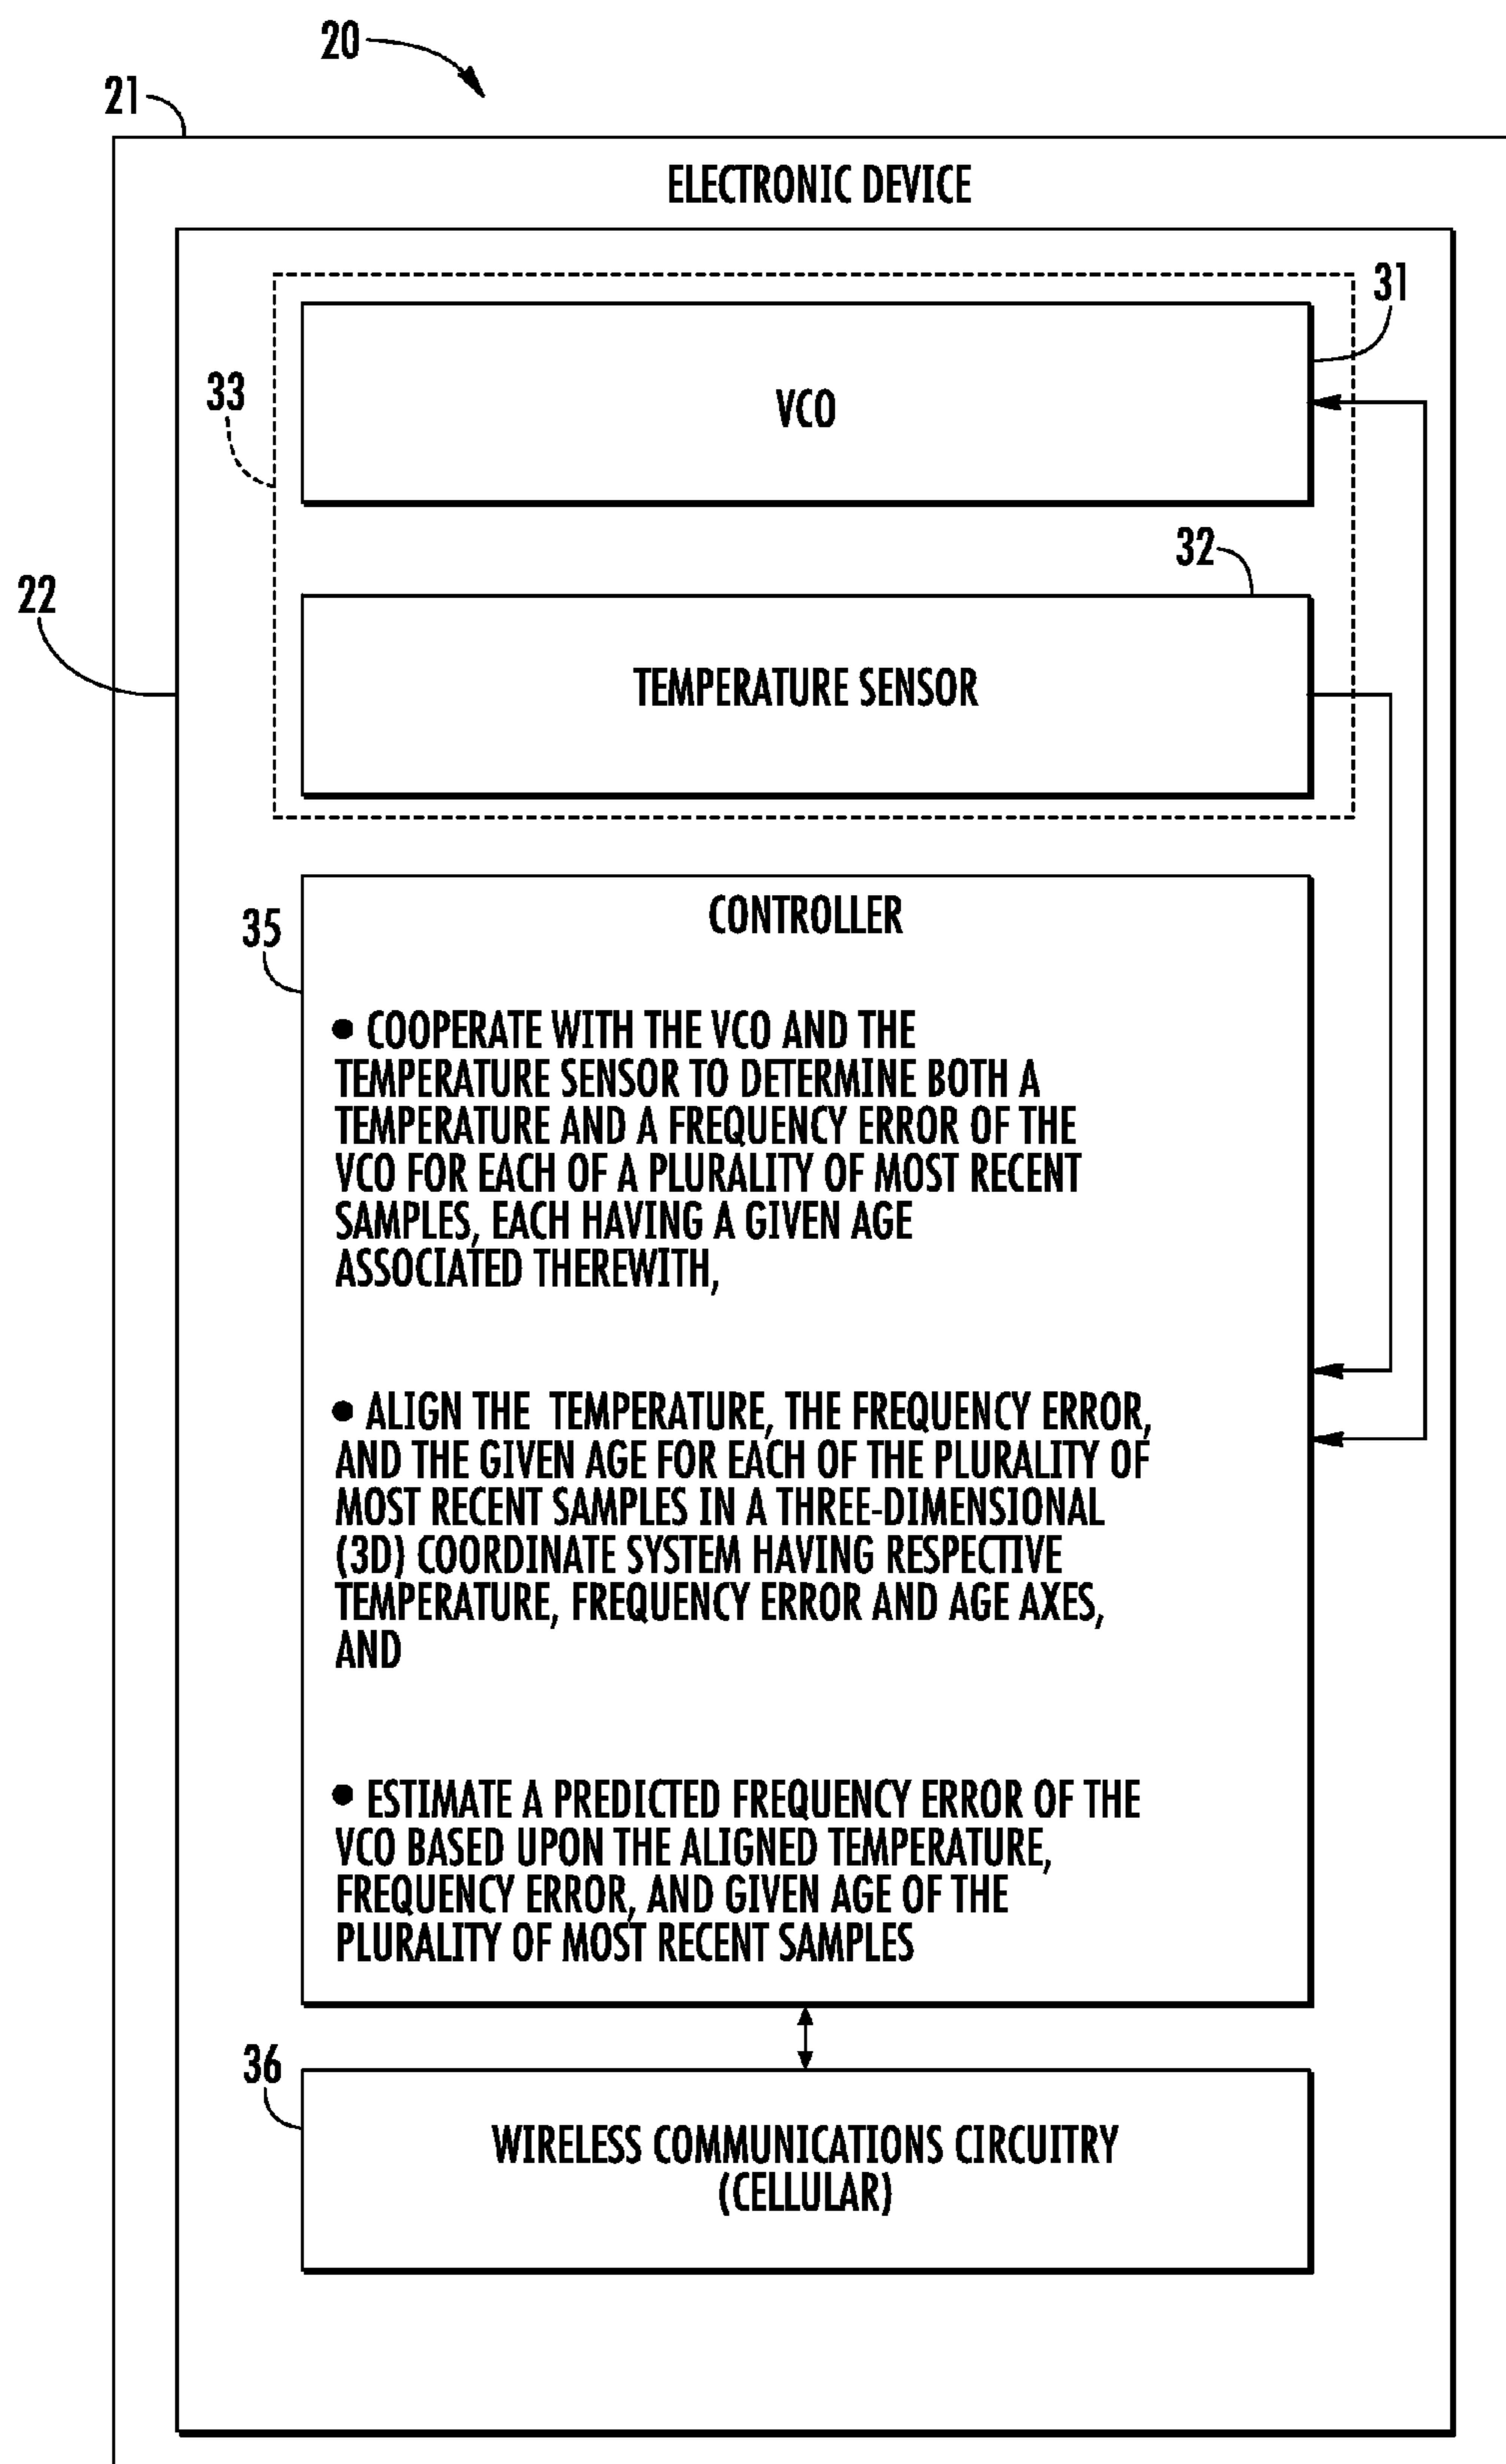 20
21
ELECTRONIC DEVICE
31
33
VCO
32
22
TEMPERATURE SENSOR
35
CONTROLLER
● COOPERATE WITH THE VCO AND THE
TEMPERATURE SENSOR TO DETERMINE BOTH A
TEMPERATURE AND A FREQUENCY ERROR OF THE
VCO FOR EACH OF A PLURALITY OF MOST RECENT
SAMPLES, EACH HAVING A GIVEN AGE
ASSOCIATED THEREWITH,
● ALIGN THE TEMPERATURE, THE FREQUENCY ERROR,
AND THE GIVEN AGE FOR EACH OF THE PLURALITY OF
MOST RECENT SAMPLES IN A THREE-DIMENSIONAL
(3D) COORDINATE SYSTEM HAVING RESPECTIVE
TEMPERATURE, FREQUENCY ERROR AND AGE AXES,
AND
● ESTIMATE A PREDICTED FREQUENCY ERROR OF THE
VCO BASED UPON THE ALIGNED TEMPERATURE,
FREQUENCY ERROR, AND GIVEN AGE OF THE
PLURALITY OF MOST RECENT SAMPLES
36
WIRELESS COMMUNICATIONS CIRCUITRY
(CELLULAR)